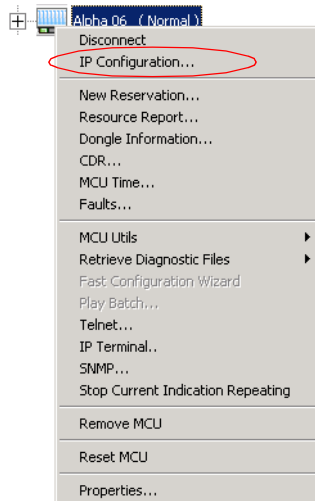 Alpha 06 (Normal)
Disconnect
IP Configuration...
New Reservation...
Resource Report...
Dongle Information...
CDR...
MCU Time...
Faults...
MCU Utils
Retrieve Diagnostic Files
Fast Configuration Wizard
Play Batch...
Telnet...
IP Terminal..
SNMP...
Stop Current Indication Repeating
Remove MCU
Reset MCU
Properties...